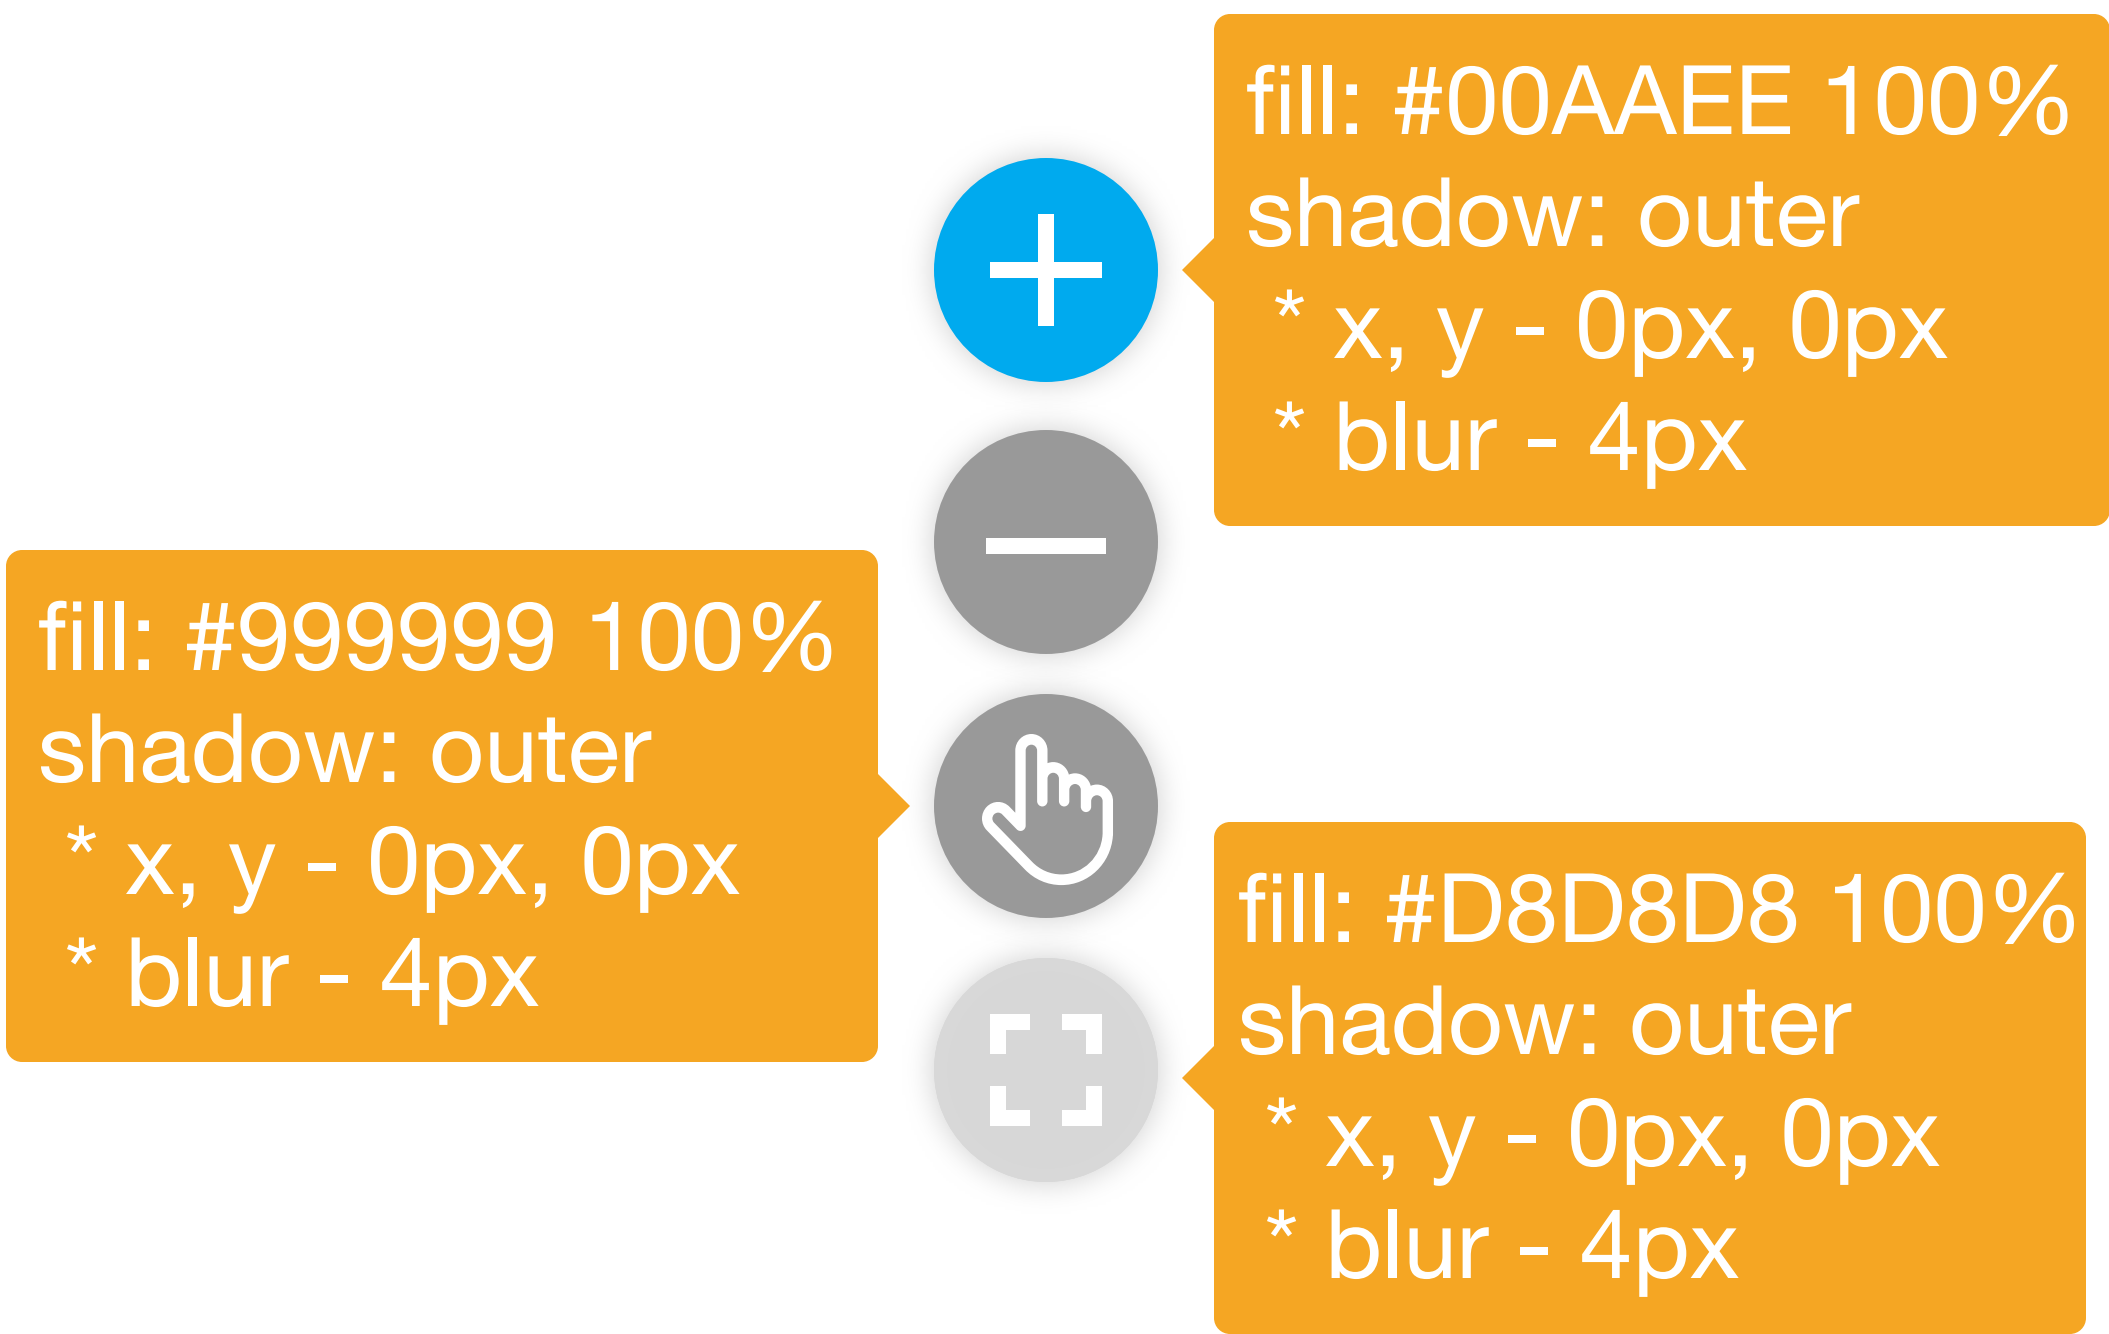 fill: #00AAEE 100%
shadow: outer
* x, y - 0px, 0px
* blur - 4px
fill: #999999 100%
shadow: outer
* x, y - 0px, 0px
* blur - 4px
fill: #D8D8D8 100%
shadow: outer
* x, y - 0px, 0px
* blur - 4px